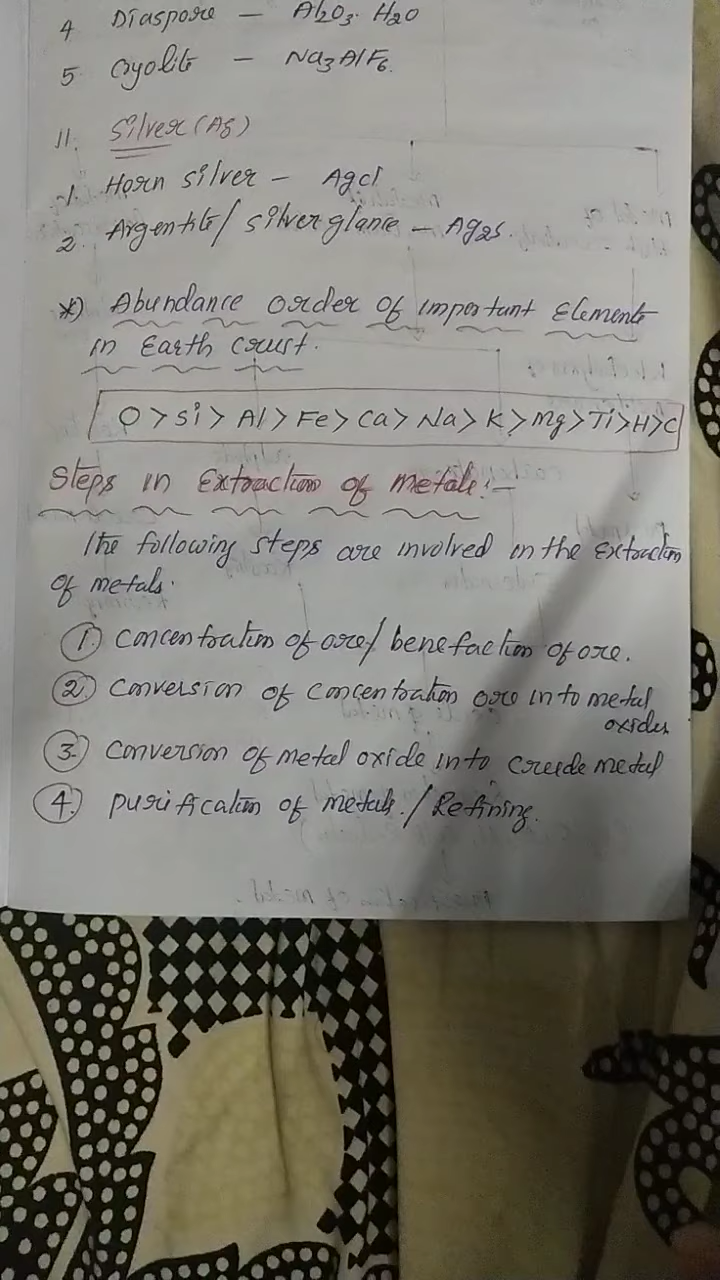 4 Diaspore – Al2O3. H2O
5 Cryolite – Na3AlF6.
11. Silver (Ag)
1. Horn silver – Agcl
2. Argentite / silver glance – Ag2S.
*) Abundance order of important Elements
in Earth crust.
O > Si > Al > Fe > Ca > Na > K > Mg > Ti > H > C
Steps in Extraction of metals :–
The following steps are involved in the Extraction
of metals.
1. concentration of ore / benefaction of ore.
2. conversion of concentration ore into metal
oxides
3. conversion of metal oxide into crude metal
4. purification of metals. / Refining.